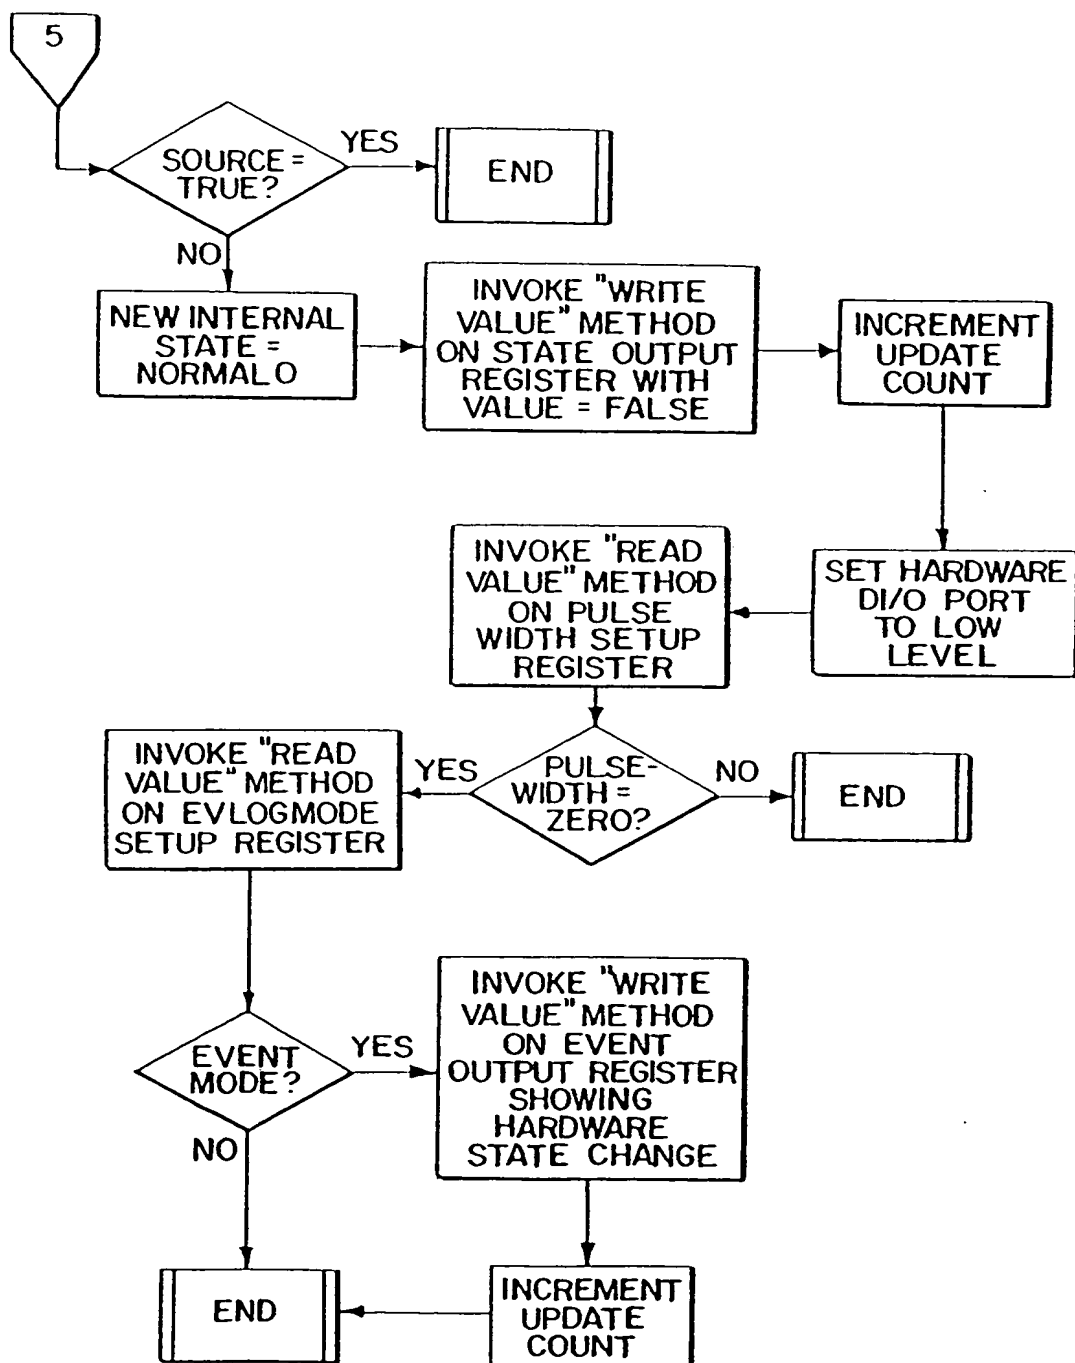 5
SOURCE =
TRUE?
YES
END
NO
NEW INTERNAL
STATE =
NORMAL 0
INVOKE "WRITE
VALUE" METHOD
ON STATE OUTPUT
REGISTER WITH
VALUE = FALSE
INCREMENT
UPDATE
COUNT
SET HARDWARE
DI/O PORT
TO LOW
LEVEL
INVOKE "READ
VALUE" METHOD
ON PULSE
WIDTH SETUP
REGISTER
PULSE-
WIDTH =
ZERO?
NO
END
YES
INVOKE "READ
VALUE" METHOD
ON EVLOGMODE
SETUP REGISTER
EVENT
MODE?
YES
INVOKE "WRITE
VALUE" METHOD
ON EVENT
OUTPUT REGISTER
SHOWING
HARDWARE
STATE CHANGE
NO
END
INCREMENT
UPDATE
COUNT